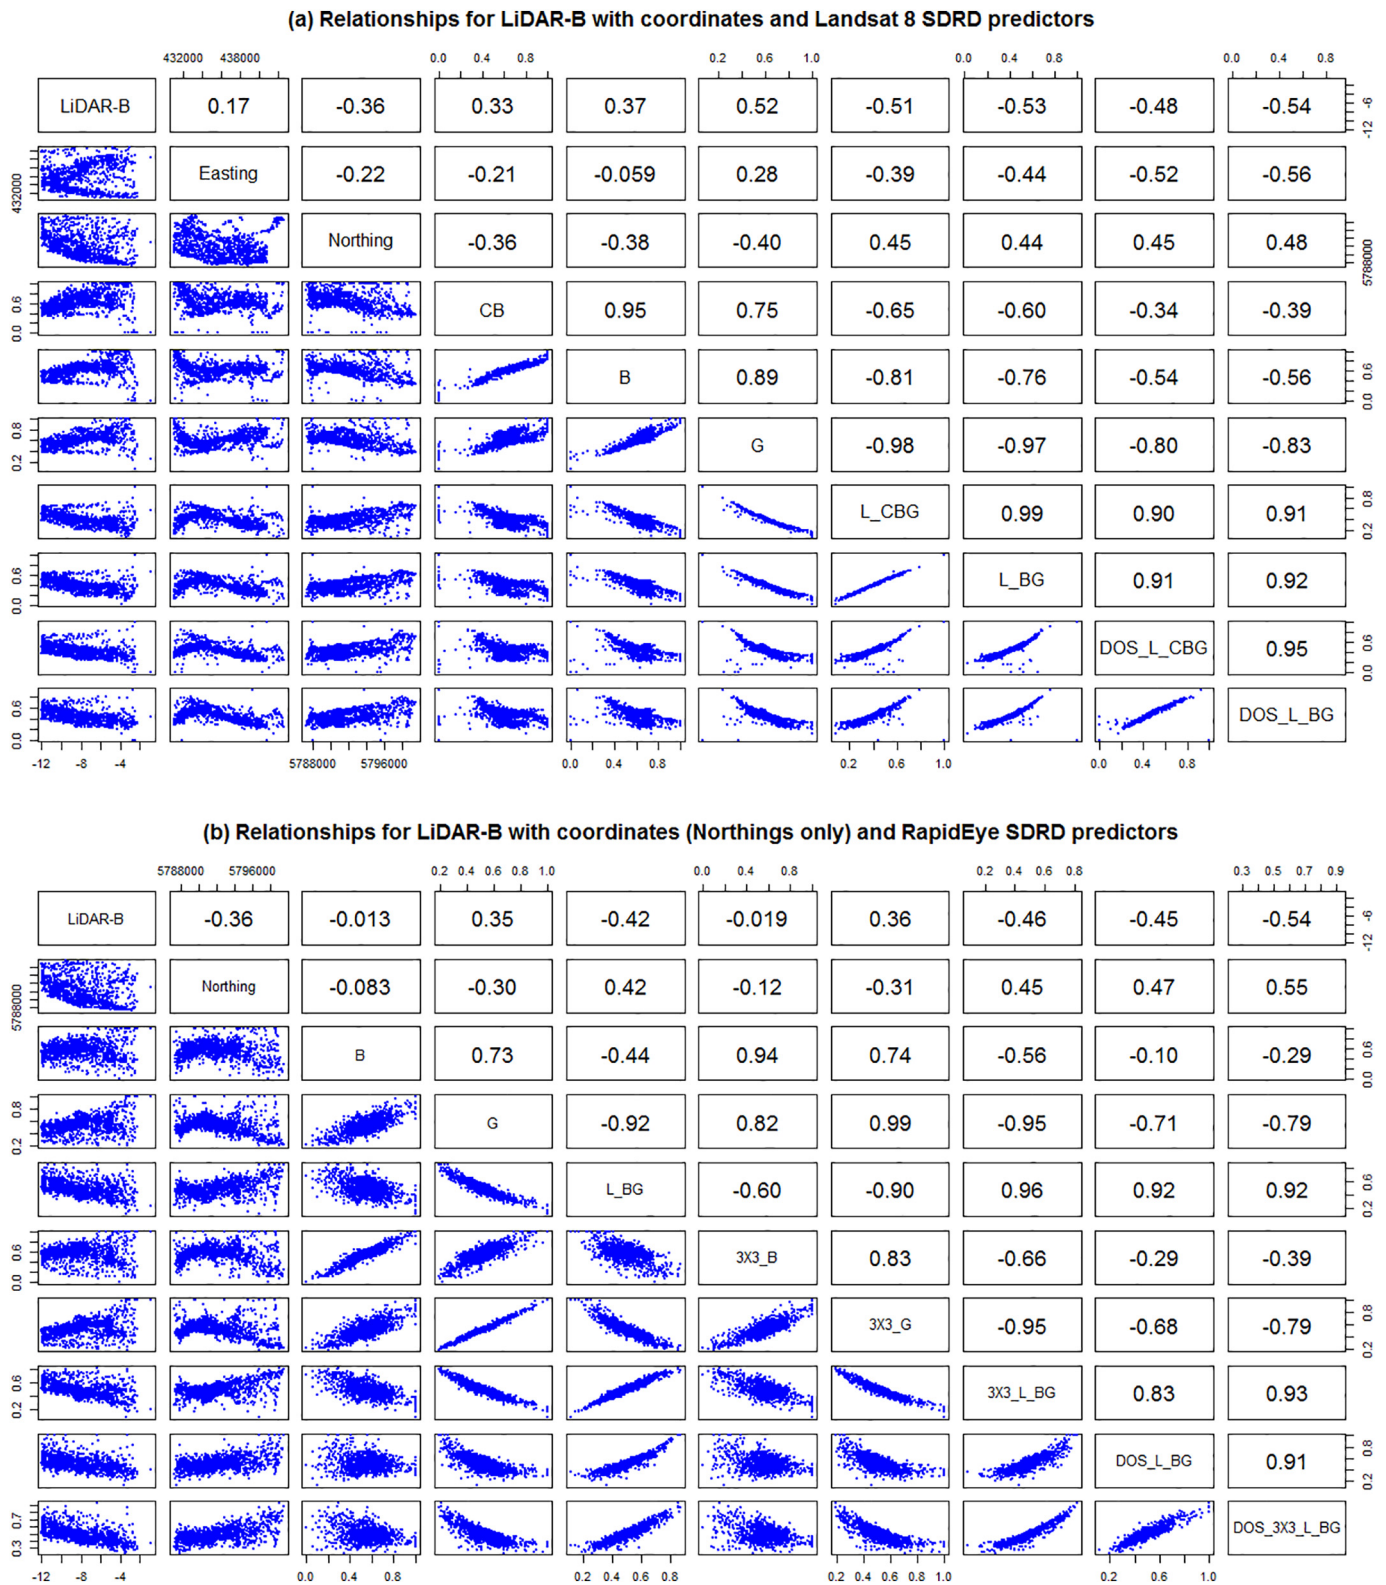 (a) Relationships for LiDAR-B with coordinates and Landsat 8 SDRD predictors
432000 438000 0.0 0.4 0.8 0.2 0.6 1.0 0.0 0.4 0.8 0.0 0.4 0.8
LiDAR-B 0.17 -0.36 0.33 0.37 0.52 -0.51 -0.53 -0.48 -0.54 -12 -6
432000 Easting -0.22 -0.21 -0.059 0.28 -0.39 -0.44 -0.52 -0.56
Northing -0.36 -0.38 -0.40 0.45 0.44 0.45 0.48 5788000
0.0 0.6 CB 0.95 0.75 -0.65 -0.60 -0.34 -0.39
B 0.89 -0.81 -0.76 -0.54 -0.56 0.0 0.6
0.2 0.8 G -0.98 -0.97 -0.80 -0.83
L_CBG 0.99 0.90 0.91 0.2 0.8
0.0 0.6 L_BG 0.91 0.92
DOS_L_CBG 0.95 0.0 0.6
0.0 0.6 DOS_L_BG
-12 -8 -4 5788000 5796000 0.0 0.4 0.8 0.2 0.6 1.0 0.0 0.4 0.8
(b) Relationships for LiDAR-B with coordinates (Northings only) and RapidEye SDRD predictors
5788000 5796000 0.2 0.4 0.6 0.8 1.0 0.0 0.4 0.8 0.2 0.4 0.6 0.8 0.3 0.5 0.7 0.9
LiDAR-B -0.36 -0.013 0.35 -0.42 -0.019 0.36 -0.46 -0.45 -0.54 -12 -6
5788000 Northing -0.083 -0.30 0.42 -0.12 -0.31 0.45 0.47 0.55
B 0.73 -0.44 0.94 0.74 -0.56 -0.10 -0.29 0.0 0.6
0.2 0.8 G -0.92 0.82 0.99 -0.95 -0.71 -0.79
L_BG -0.60 -0.90 0.96 0.92 0.92 0.2 0.6
0.0 0.6 3X3_B 0.83 -0.66 -0.29 -0.39
3X3_G -0.95 -0.68 -0.79 0.2 0.8
0.2 0.6 3X3_L_BG 0.83 0.93
DOS_L_BG 0.91 0.2 0.8
0.3 0.7 DOS_3X3_L_BG
-12 -8 -4 0.0 0.4 0.8 0.2 0.4 0.6 0.8 0.2 0.4 0.6 0.8 1.0 0.2 0.6 1.0